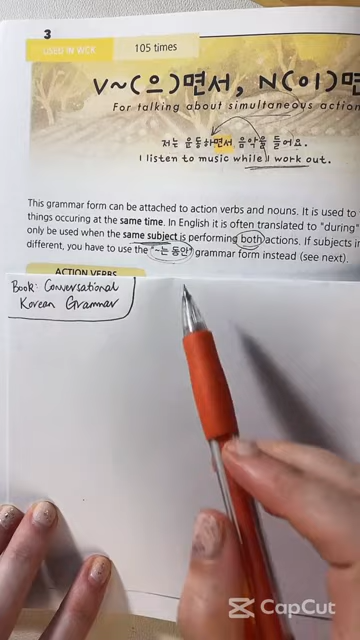 3
USED IN WCK
105 times
V~(으)면서, N(이)면
For talking about simultaneous action
저는 운동하면서 음악을 들어요.
I listen to music while I work out.
This grammar form can be attached to action verbs and nouns. It is used to
things occuring at the same time. In English it is often translated to "during"
only be used when the same subject is performing both actions. If subjects
different, you have to use the "~는 동안" grammar form instead (see next).
ACTION VERBS
Book: Conversational
Korean Grammar
CapCut